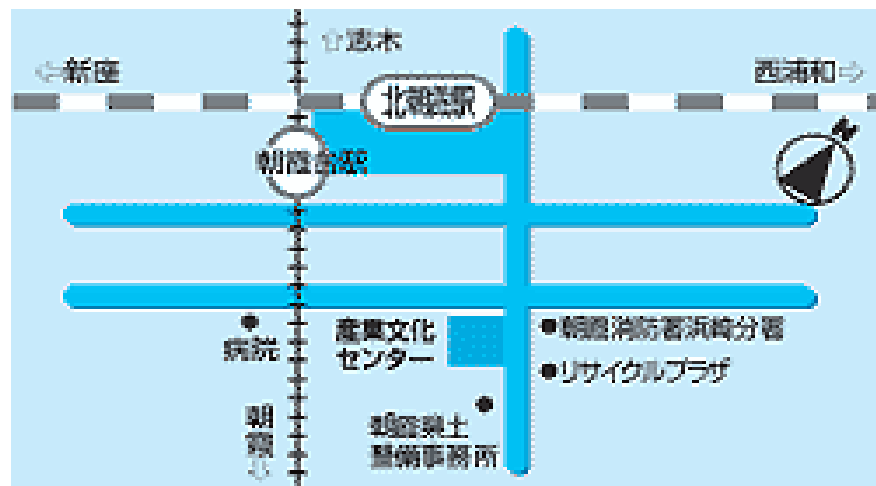 ⇧志木
⇦新座
西浦和⇨
北朝霞駅
N
朝霞台駅
病院
産業文化
センター
●朝霞消防署浜崎分署
●リサイクルプラザ
朝霞県土
整備事務所
朝霞⇩